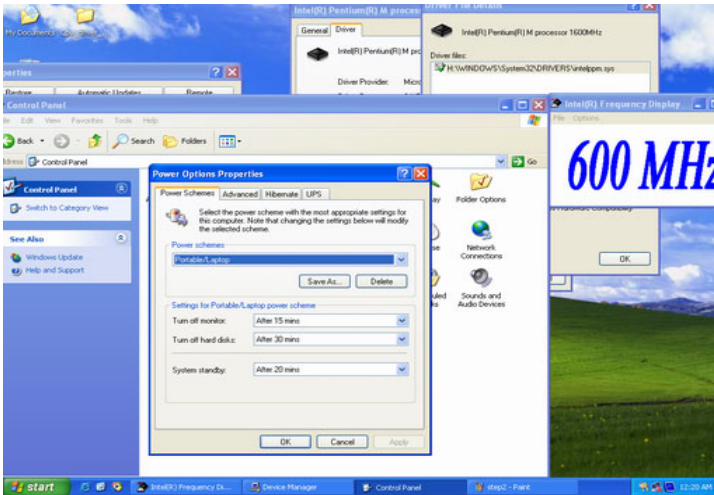 My Documents
Intel(R) Pentium(R) M process
Driver File Details
General Driver
Intel(R) Pentium(R) M proc
Driver Provider: Micro
Intel(R) Pentium(R) M processor 1600MHz
Driver files:
H:\WINDOWS\System32\DRIVERS\intelppm.sys
perties
Restore Automatic Updates Remote
Control Panel
Edit View Favorites Tools Help
Back Search Folders
Control Panel Go
Control Panel
Switch to Category View
See Also
Windows Update
Help and Support
Power Options Properties
Power Schemes Advanced Hibernate UPS
Select the power scheme with the most appropriate settings for
this computer. Note that changing the settings below will modify
the selected scheme.
Power schemes
Portable/Laptop
Save As... Delete
Settings for Portable/Laptop power scheme
Turn off monitor: After 15 mins
Turn off hard disks: After 30 mins
System standby: After 20 mins
OK Cancel Apply
Folder Options
Network
Connections
Sounds and
Audio Devices
Intel(R) Frequency Display
File Options
600 MHz
OK
start Intel(R) Frequency Di... Device Manager Control Panel step2 - Paint 12:20 AM